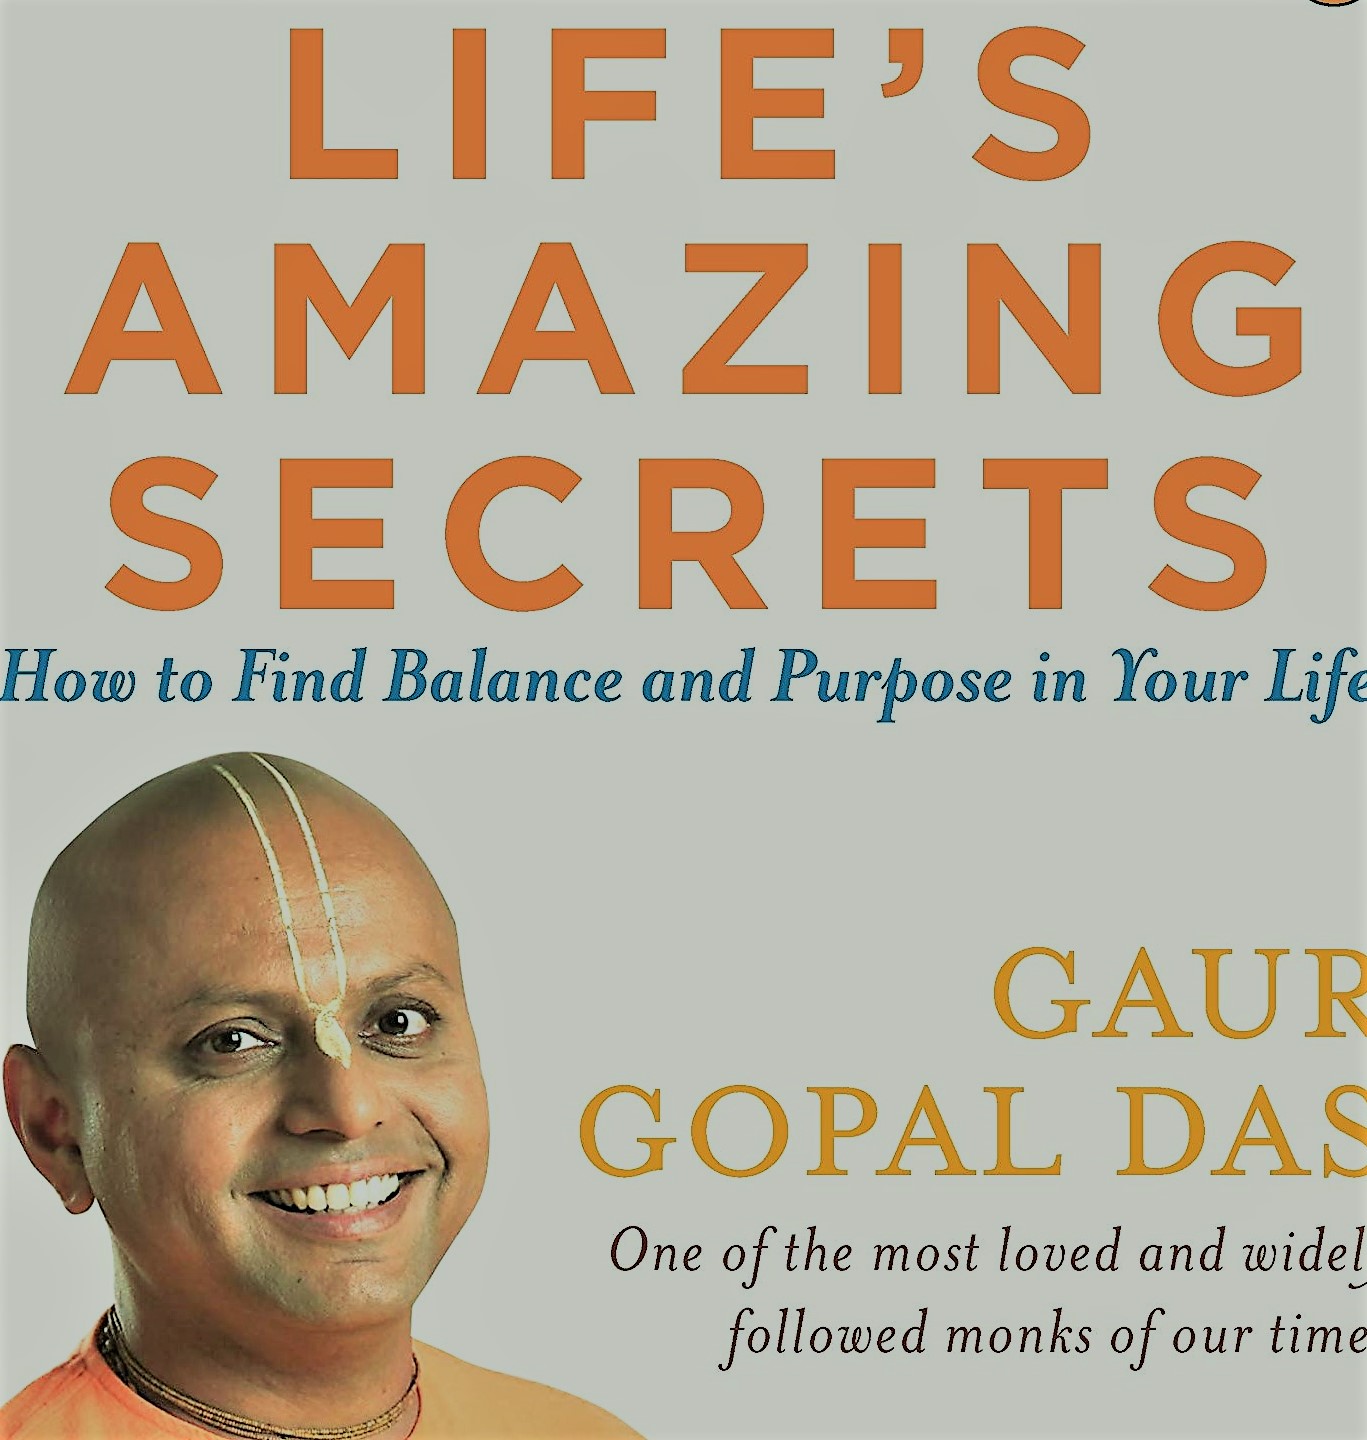 LIFE'S
AMAZING
SECRETS
How to Find Balance and Purpose in Your Life
GAUR
GOPAL DAS
One of the most loved and widely
followed monks of our time